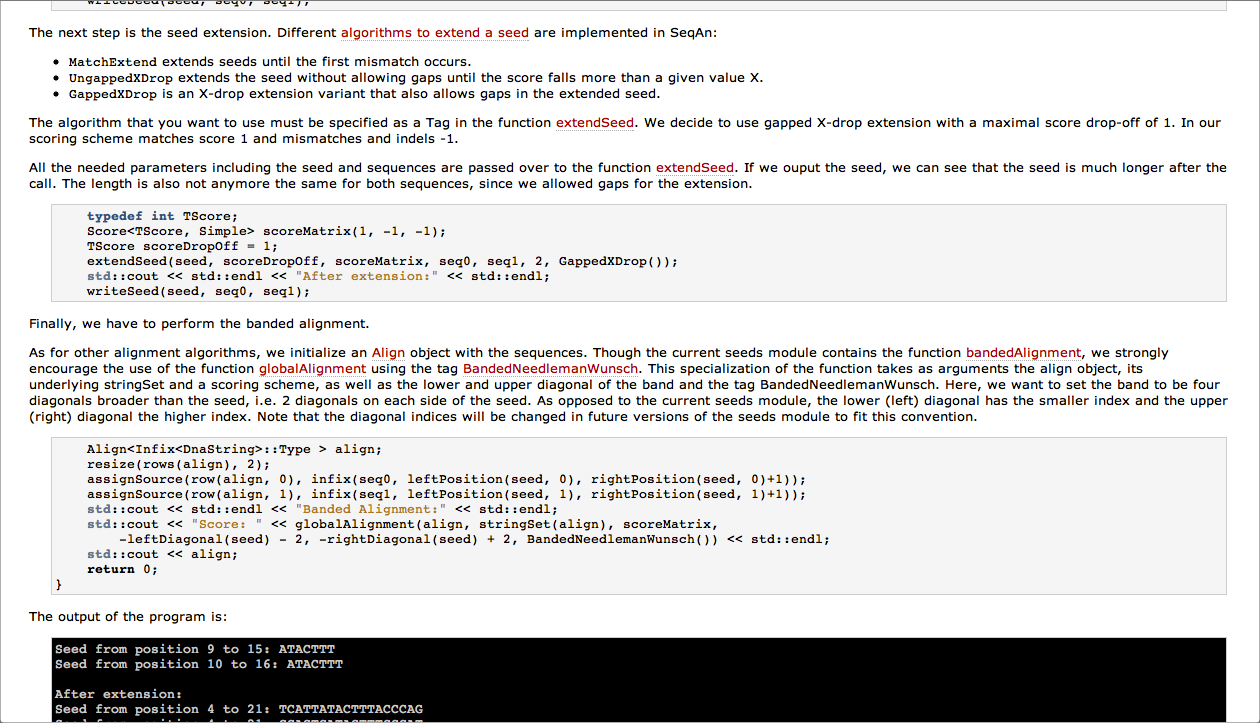 writeSeed(seed, seq0, seq1);
The next step is the seed extension. Different algorithms to extend a seed are implemented in SeqAn:
• MatchExtend extends seeds until the first mismatch occurs.
• UngappedXDrop extends the seed without allowing gaps until the score falls more than a given value X.
• GappedXDrop is an X-drop extension variant that also allows gaps in the extended seed.
The algorithm that you want to use must be specified as a Tag in the function extendSeed. We decide to use gapped X-drop extension with a maximal score drop-off of 1. In our
scoring scheme matches score 1 and mismatches and indels -1.
All the needed parameters including the seed and sequences are passed over to the function extendSeed. If we ouput the seed, we can see that the seed is much longer after the
call. The length is also not anymore the same for both sequences, since we allowed gaps for the extension.
typedef int TScore;
Score<TScore, Simple> scoreMatrix(1, -1, -1);
TScore scoreDropOff = 1;
extendSeed(seed, scoreDropOff, scoreMatrix, seq0, seq1, 2, GappedXDrop());
std::cout << std::endl << "After extension:" << std::endl;
writeSeed(seed, seq0, seq1);
Finally, we have to perform the banded alignment.
As for other alignment algorithms, we initialize an Align object with the sequences. Though the current seeds module contains the function bandedAlignment, we strongly
encourage the use of the function globalAlignment using the tag BandedNeedlemanWunsch. This specialization of the function takes as arguments the align object, its
underlying stringSet and a scoring scheme, as well as the lower and upper diagonal of the band and the tag BandedNeedlemanWunsch. Here, we want to set the band to be four
diagonals broader than the seed, i.e. 2 diagonals on each side of the seed. As opposed to the current seeds module, the lower (left) diagonal has the smaller index and the upper
(right) diagonal the higher index. Note that the diagonal indices will be changed in future versions of the seeds module to fit this convention.
Align<Infix<DnaString>::Type > align;
resize(rows(align), 2);
assignSource(row(align, 0), infix(seq0, leftPosition(seed, 0), rightPosition(seed, 0)+1));
assignSource(row(align, 1), infix(seq1, leftPosition(seed, 1), rightPosition(seed, 1)+1));
std::cout << std::endl << "Banded Alignment:" << std::endl;
std::cout << "Score: " << globalAlignment(align, stringSet(align), scoreMatrix,
-leftDiagonal(seed) - 2, -rightDiagonal(seed) + 2, BandedNeedlemanWunsch()) << std::endl;
std::cout << align;
return 0;
}
The output of the program is:
Seed from position 9 to 15: ATACTTT
Seed from position 10 to 16: ATACTTT
After extension:
Seed from position 4 to 21: TCATTATACTTTACCCAG